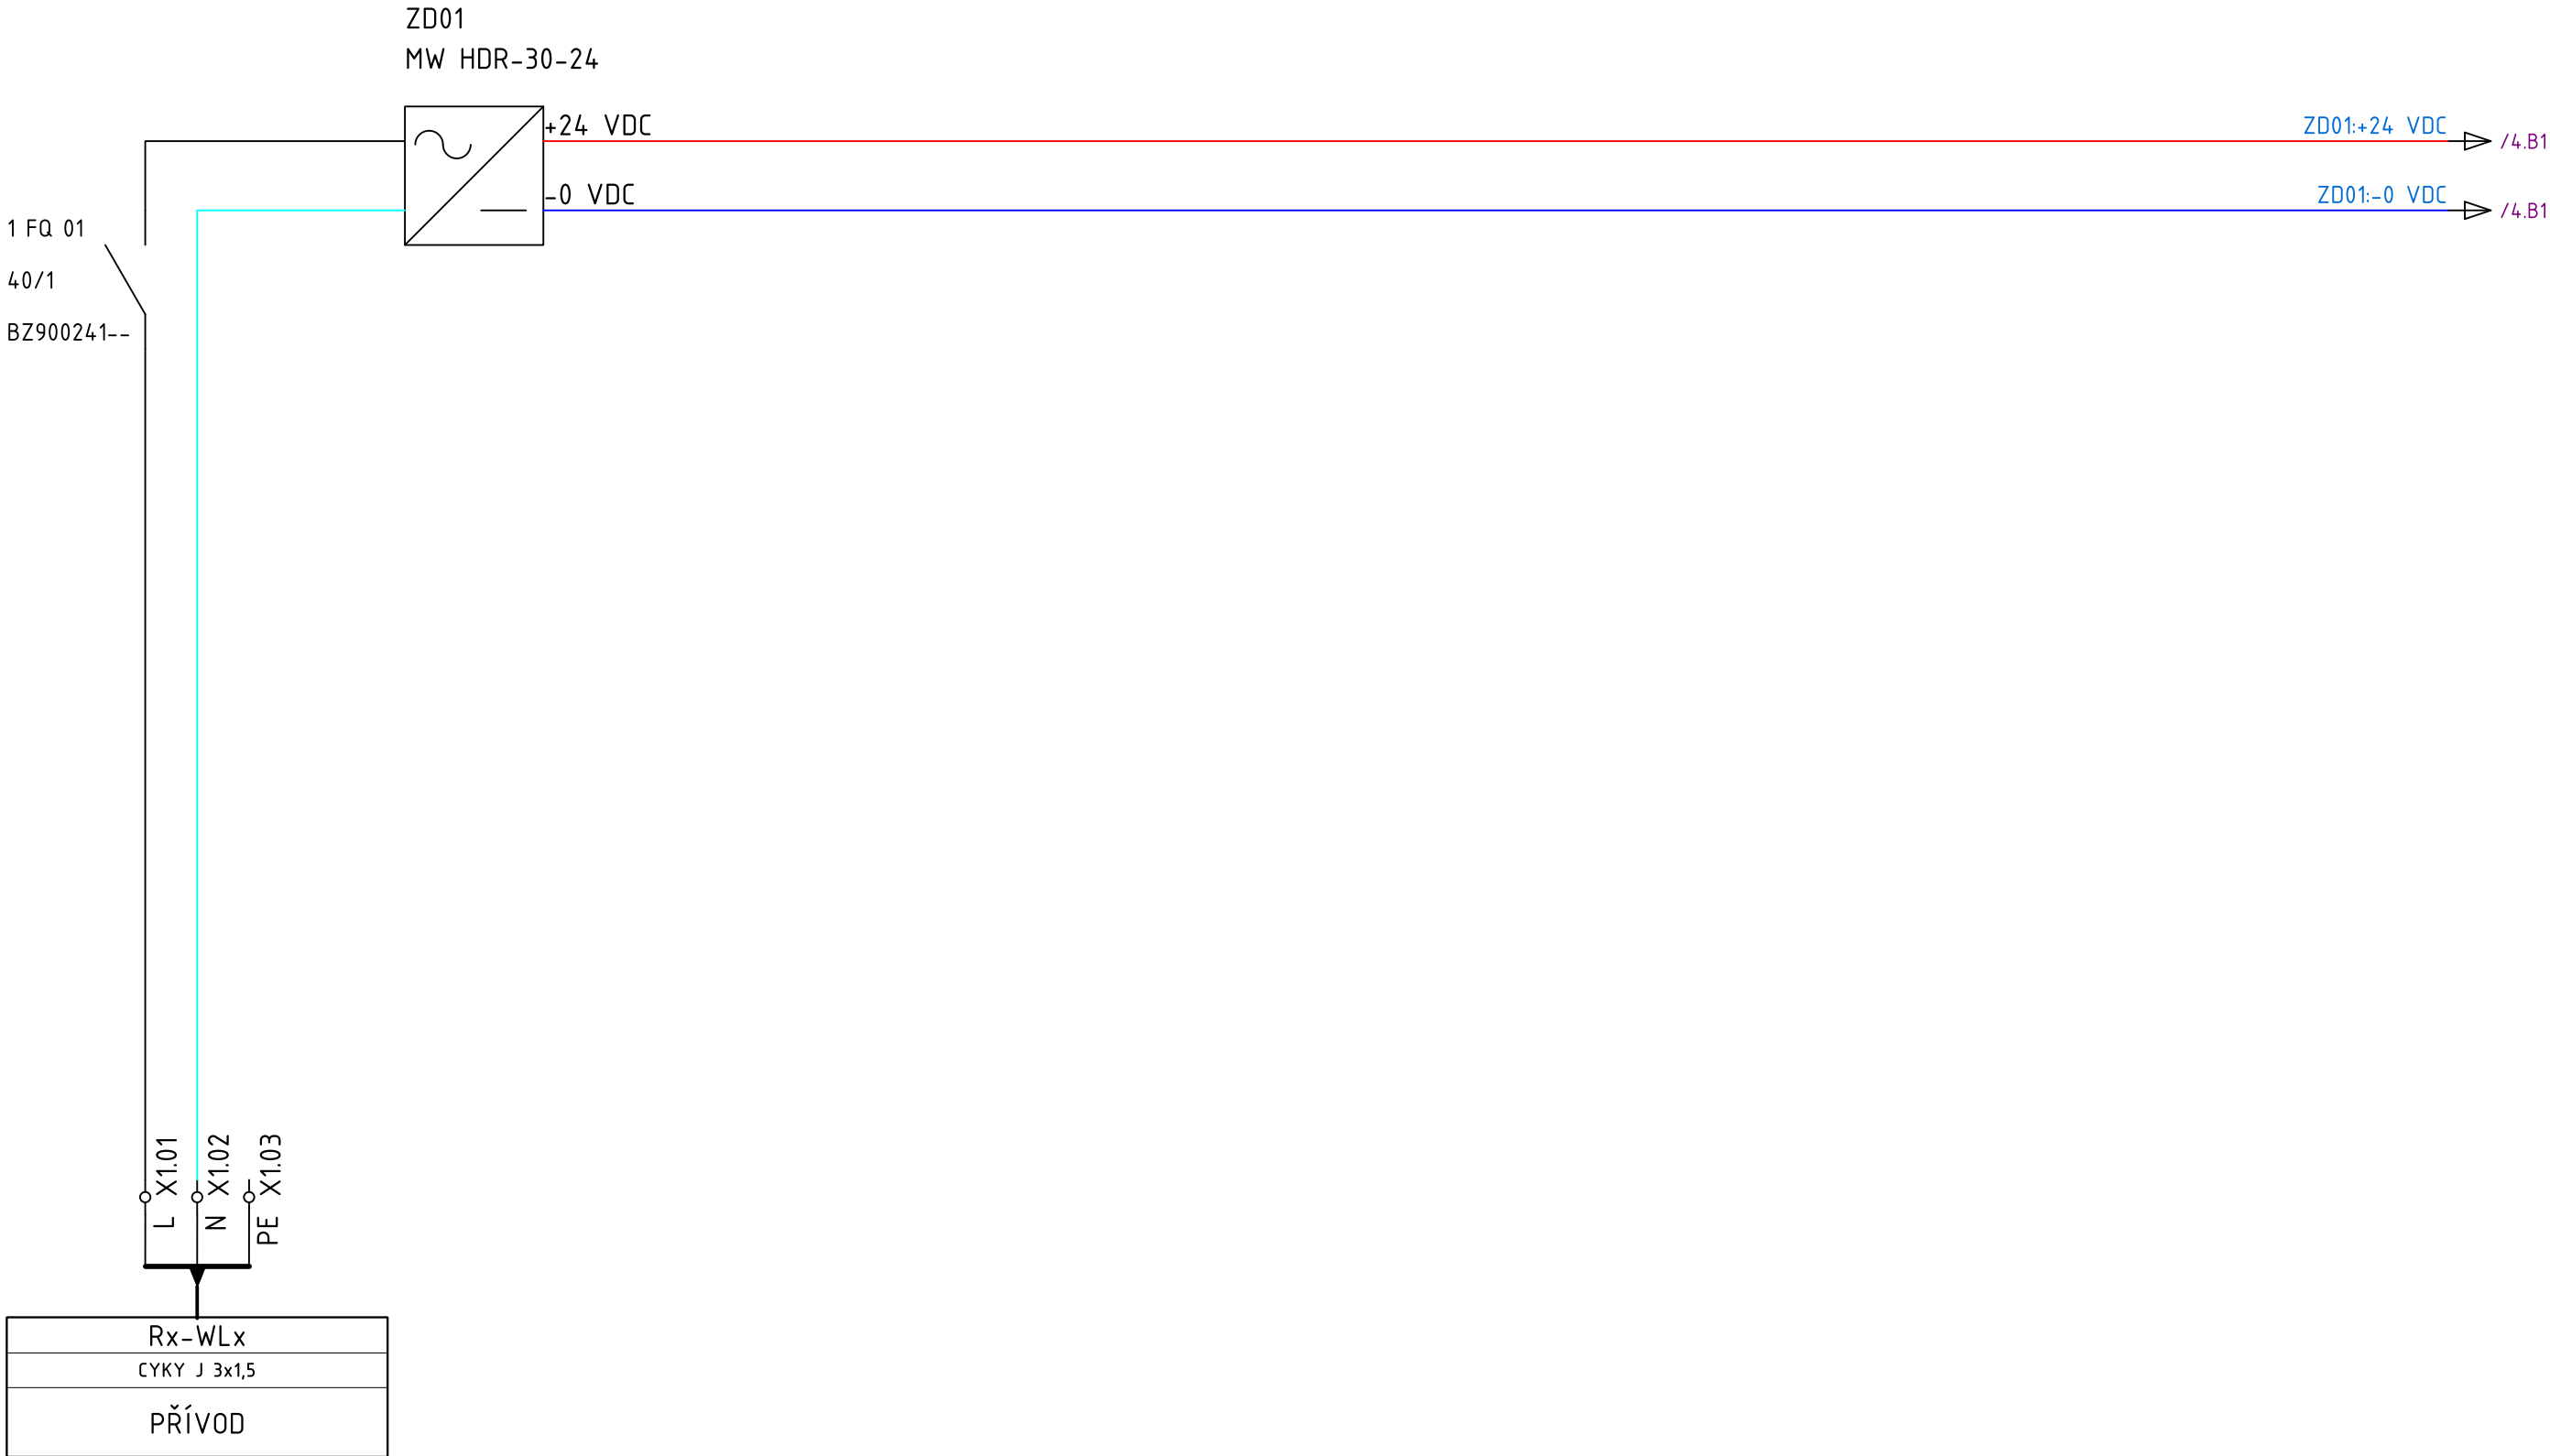 ZD01
MW HDR-30-24
+24 VDC
ZD01:+24 VDC
/4.B1
-0 VDC
ZD01:-0 VDC
/4.B1
1 FQ 01
40/1
BZ900241--
X1.01
X1.02
X1.03
L
N
PE
Rx-WLx
CYKY J 3x1,5
PŘÍVOD